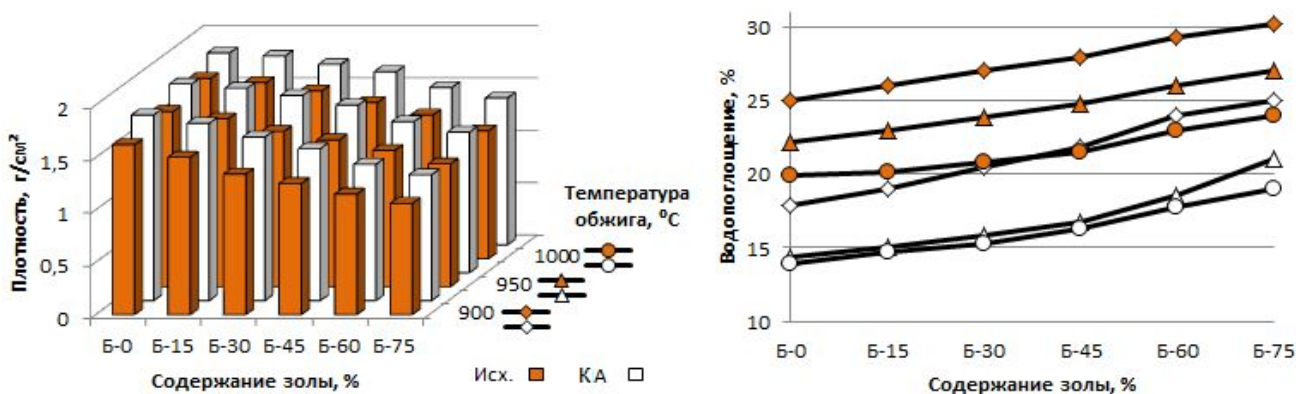 Плотность, г/см²
2
1,5
1
0,5
0
Б-0 Б-15 Б-30 Б-45 Б-60 Б-75
Содержание золы, %
Температура
обжига, ⁰С
1000
950
900
Исх. КА
Водопоглощение, %
30
25
20
15
10
Б-0 Б-15 Б-30 Б-45 Б-60 Б-75
Содержание золы, %